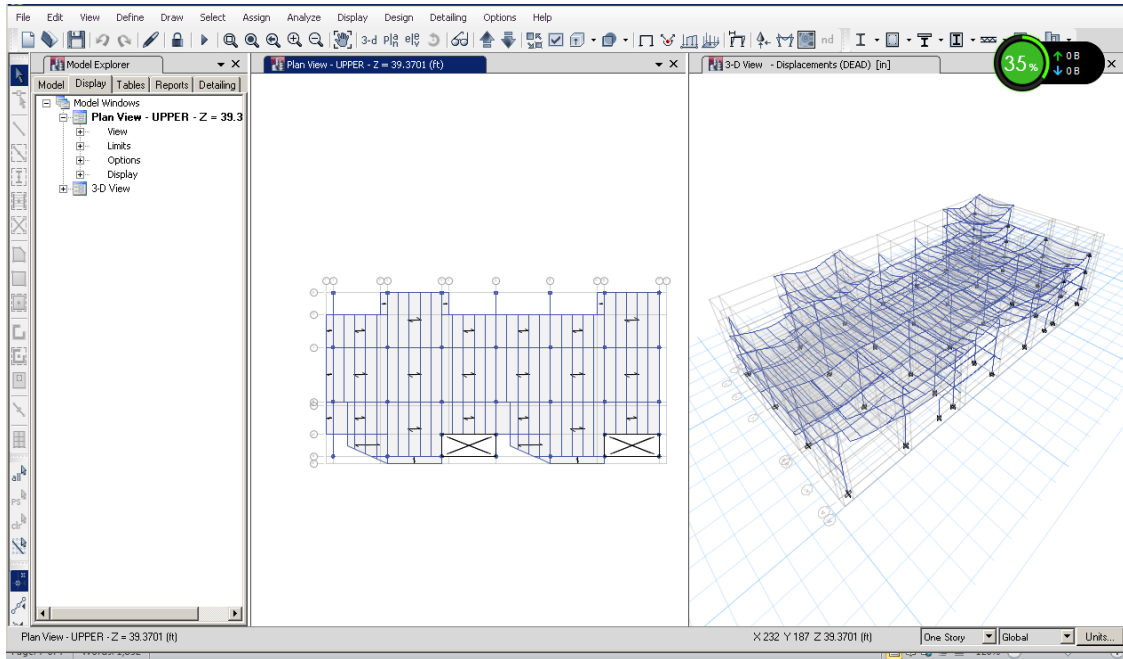 File Edit View Define Draw Select Assign Analyze Display Design Detailing Options Help
3-d nd
35%
0 B
0 B
Model Explorer
Model Display Tables Reports Detailing
Model Windows
Plan View - UPPER - Z = 39.3
View
Limits
Options
Display
3-D View
Plan View - UPPER - Z = 39.3701 (ft)
3-D View - Displacements (DEAD) [in]
all
ps
clr
Plan View - UPPER - Z = 39.3701 (ft) X 232 Y 187 Z 39.3701 (ft) One Story Global Units...